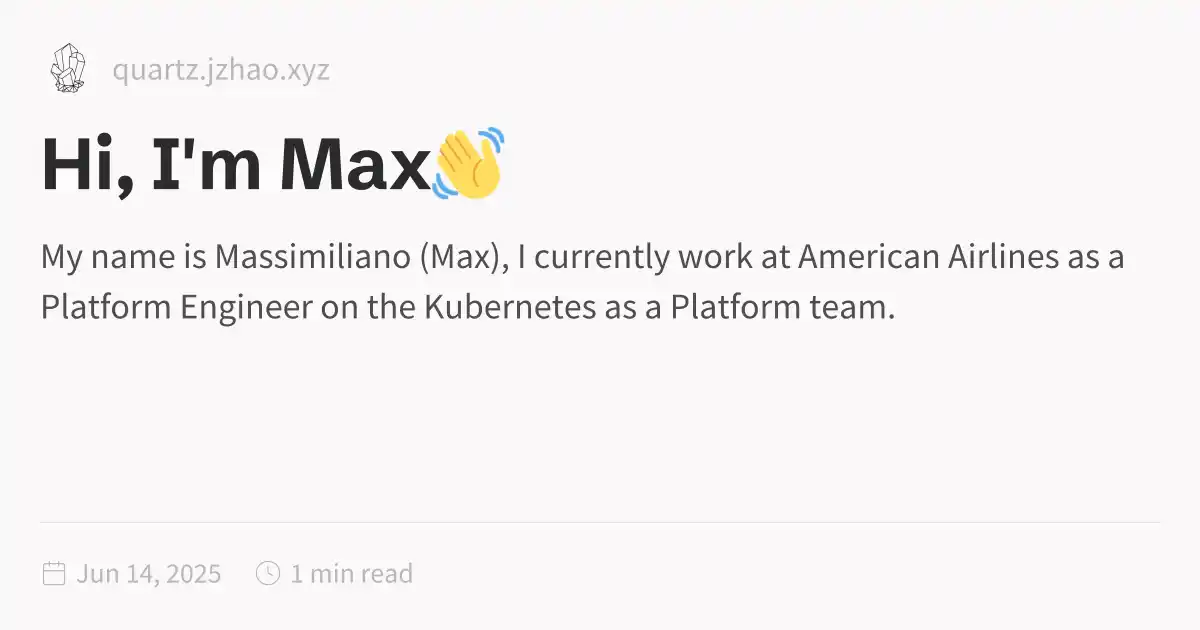 quartz.jzhao.xyz
Hi, I'm Max👋
My name is Massimiliano (Max), I currently work at American Airlines as a
Platform Engineer on the Kubernetes as a Platform team.
Jun 14, 2025 1 min read